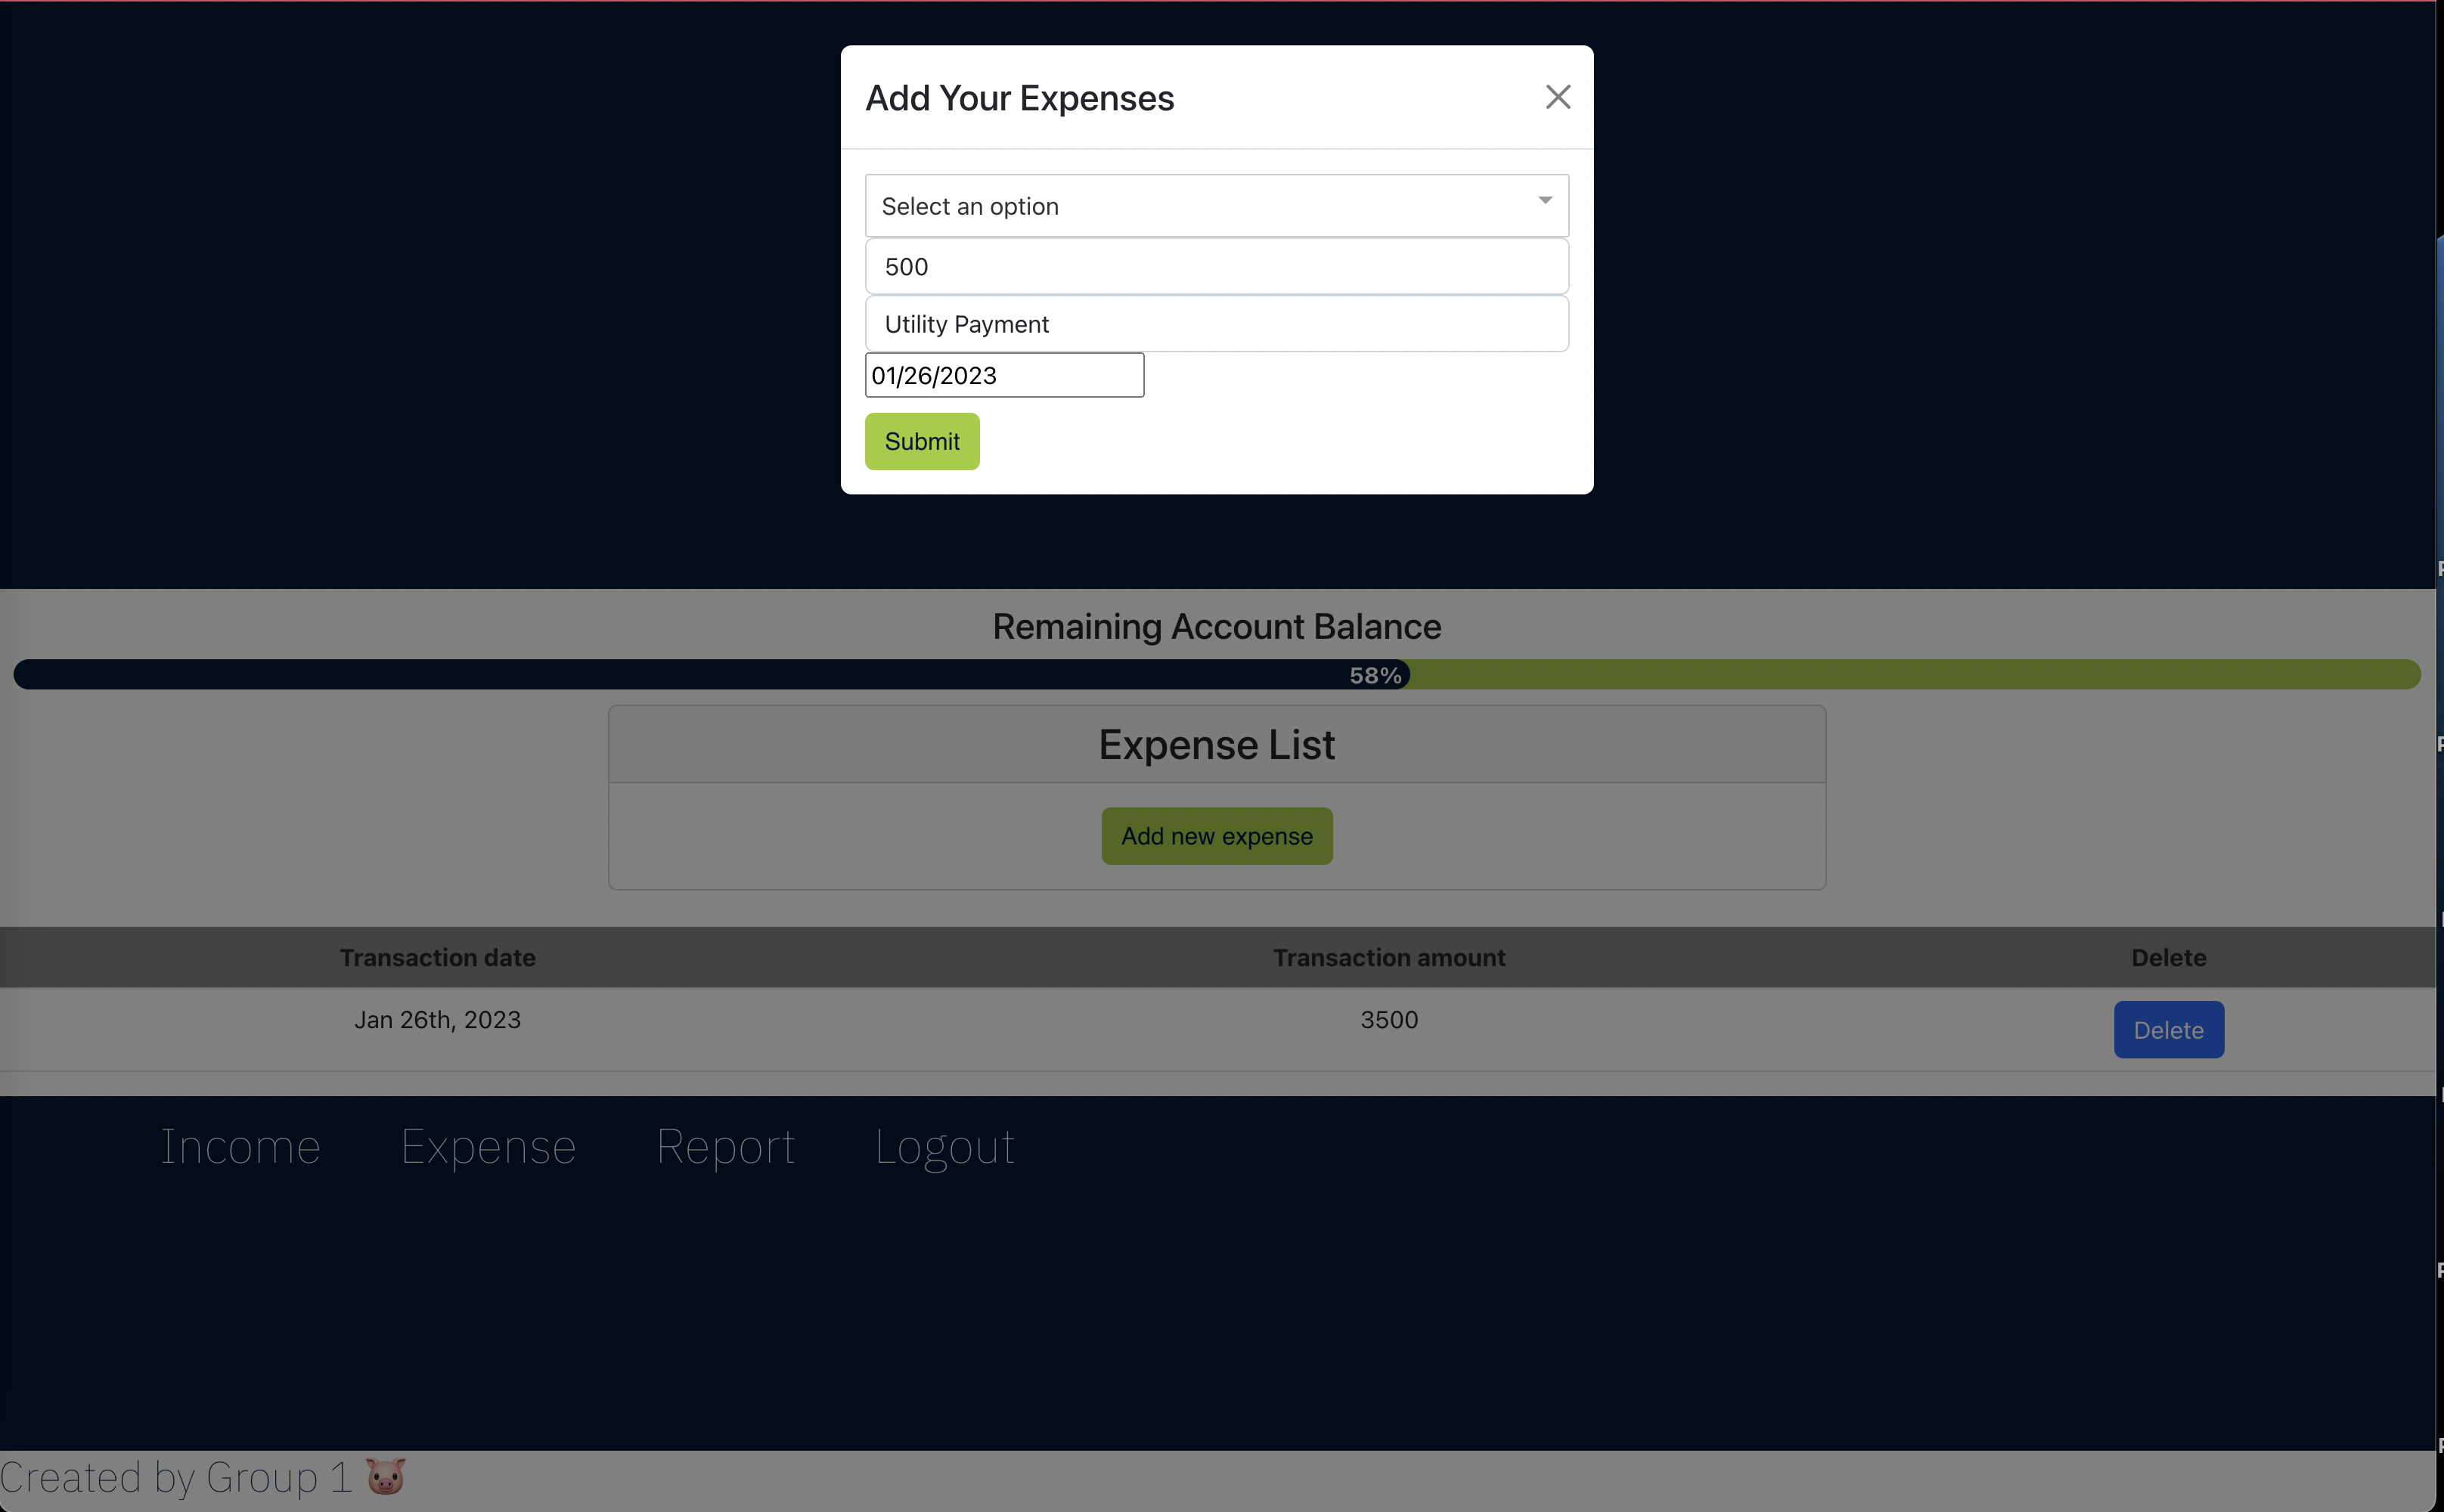 Add Your Expenses
Select an option
500
Utility Payment
01/26/2023
Submit
Remaining Account Balance
58%
Expense List
Add new expense
Transaction date Transaction amount Delete
Jan 26th, 2023 3500 Delete
Income Expense Report Logout
Created by Group 1 🐷